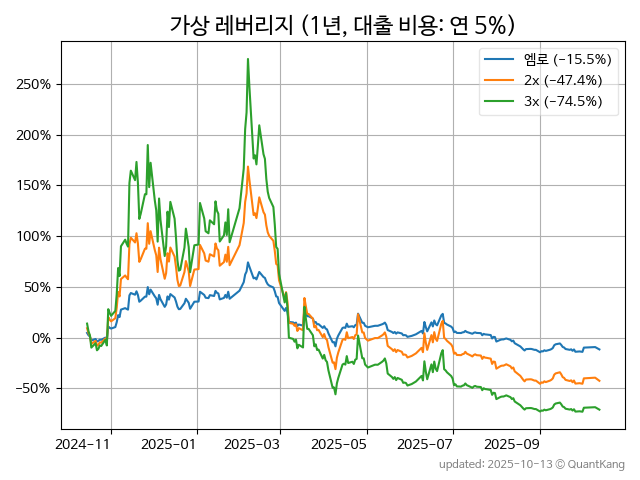 가상 레버리지 (1년, 대출 비용: 연 5%)
엠로 (-15.5%)
2x (-47.4%)
3x (-74.5%)
250%
200%
150%
100%
50%
0%
-50%
2024-11
2025-01
2025-03
2025-05
2025-07
2025-09
updated: 2025-10-13 © QuantKang